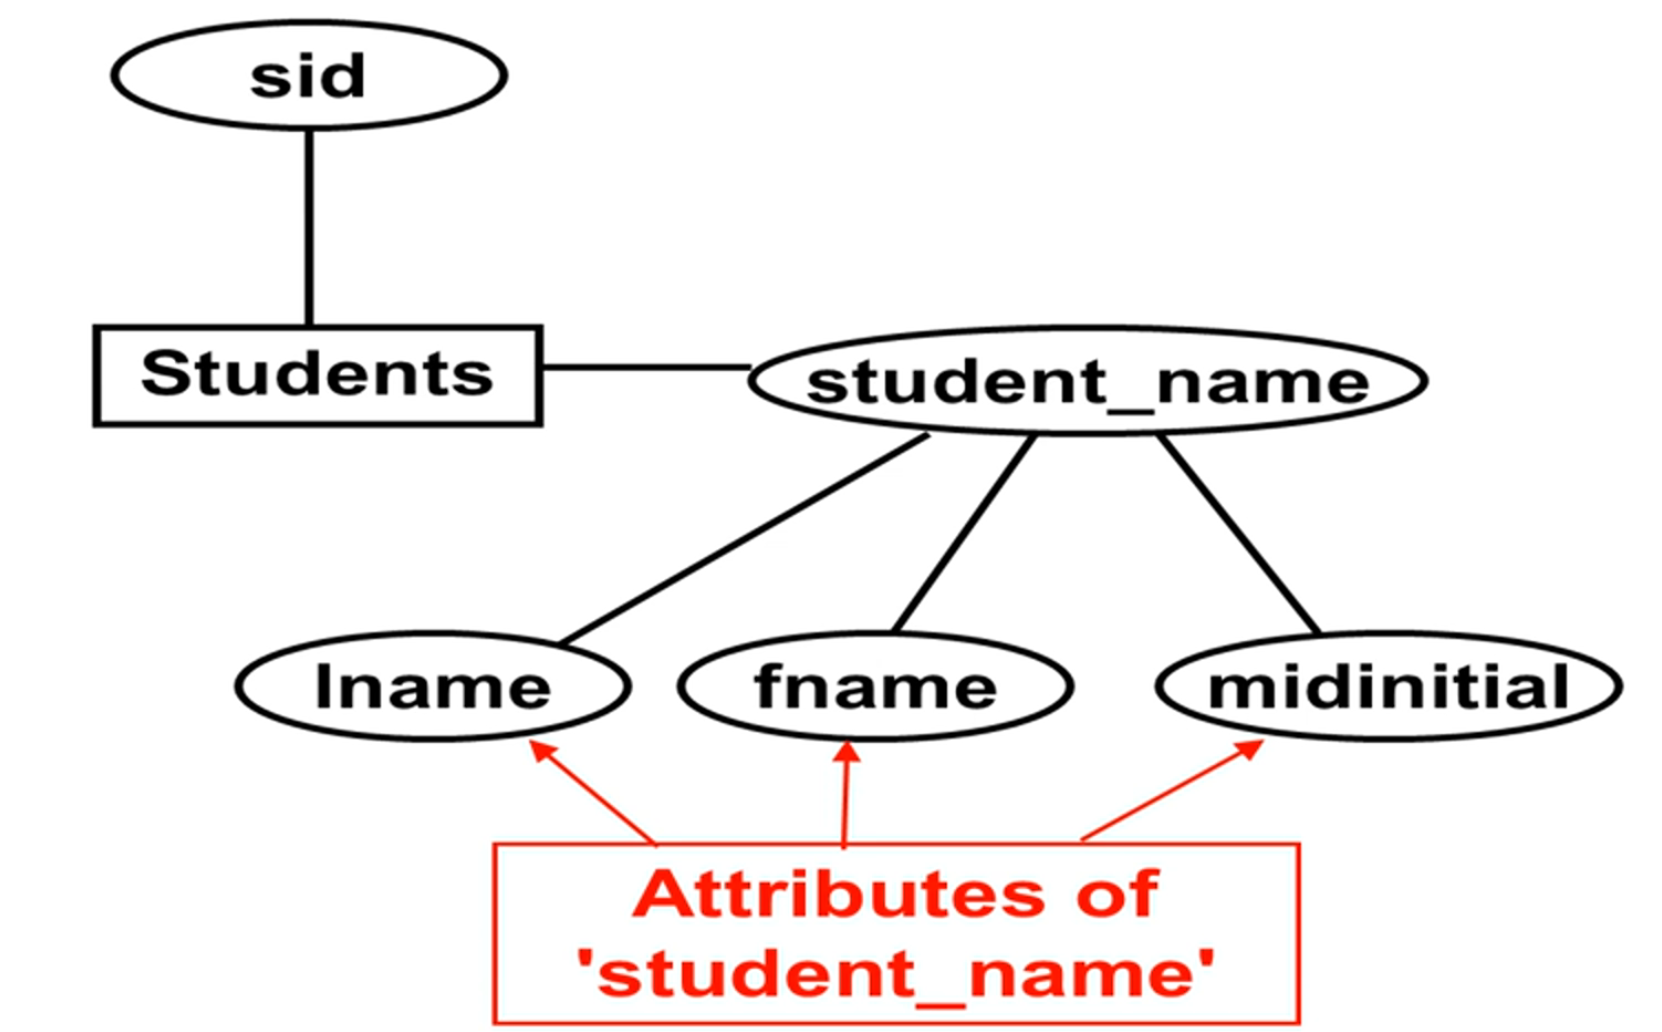 sid
Students
student_name
lname
fname
midinitial
Attributes of
'student_name'